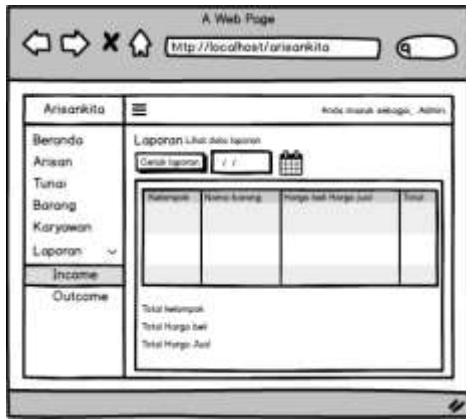 A Web Page
http://localhost/arisankita
Arisankita
Anda masuk sebagai, Admin
Beranda
Arisan
Tunai
Barang
Karyawan
Laporan
Income
Outcome
Laporan Lihat data laporan
Cetak laporan / /
Kelompok Nama barang Harga beli Harga jual Total
Total kelompok
Total Harga beli
Total Harga Jual